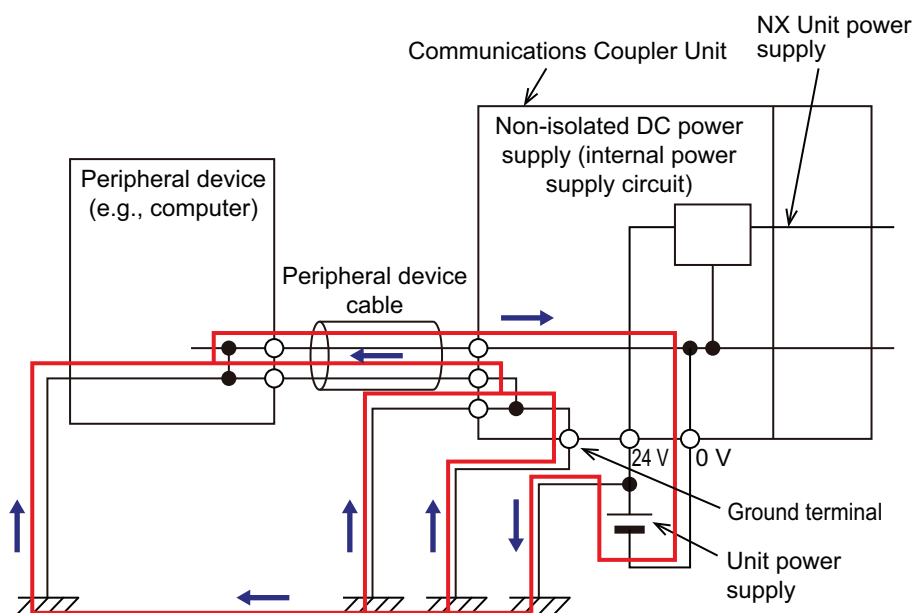 NX Unit power
supply
Communications Coupler Unit
Non-isolated DC power
supply (internal power
supply circuit)
Peripheral device
(e.g., computer)
Peripheral device
cable
24 V
0 V
Ground terminal
Unit power
supply